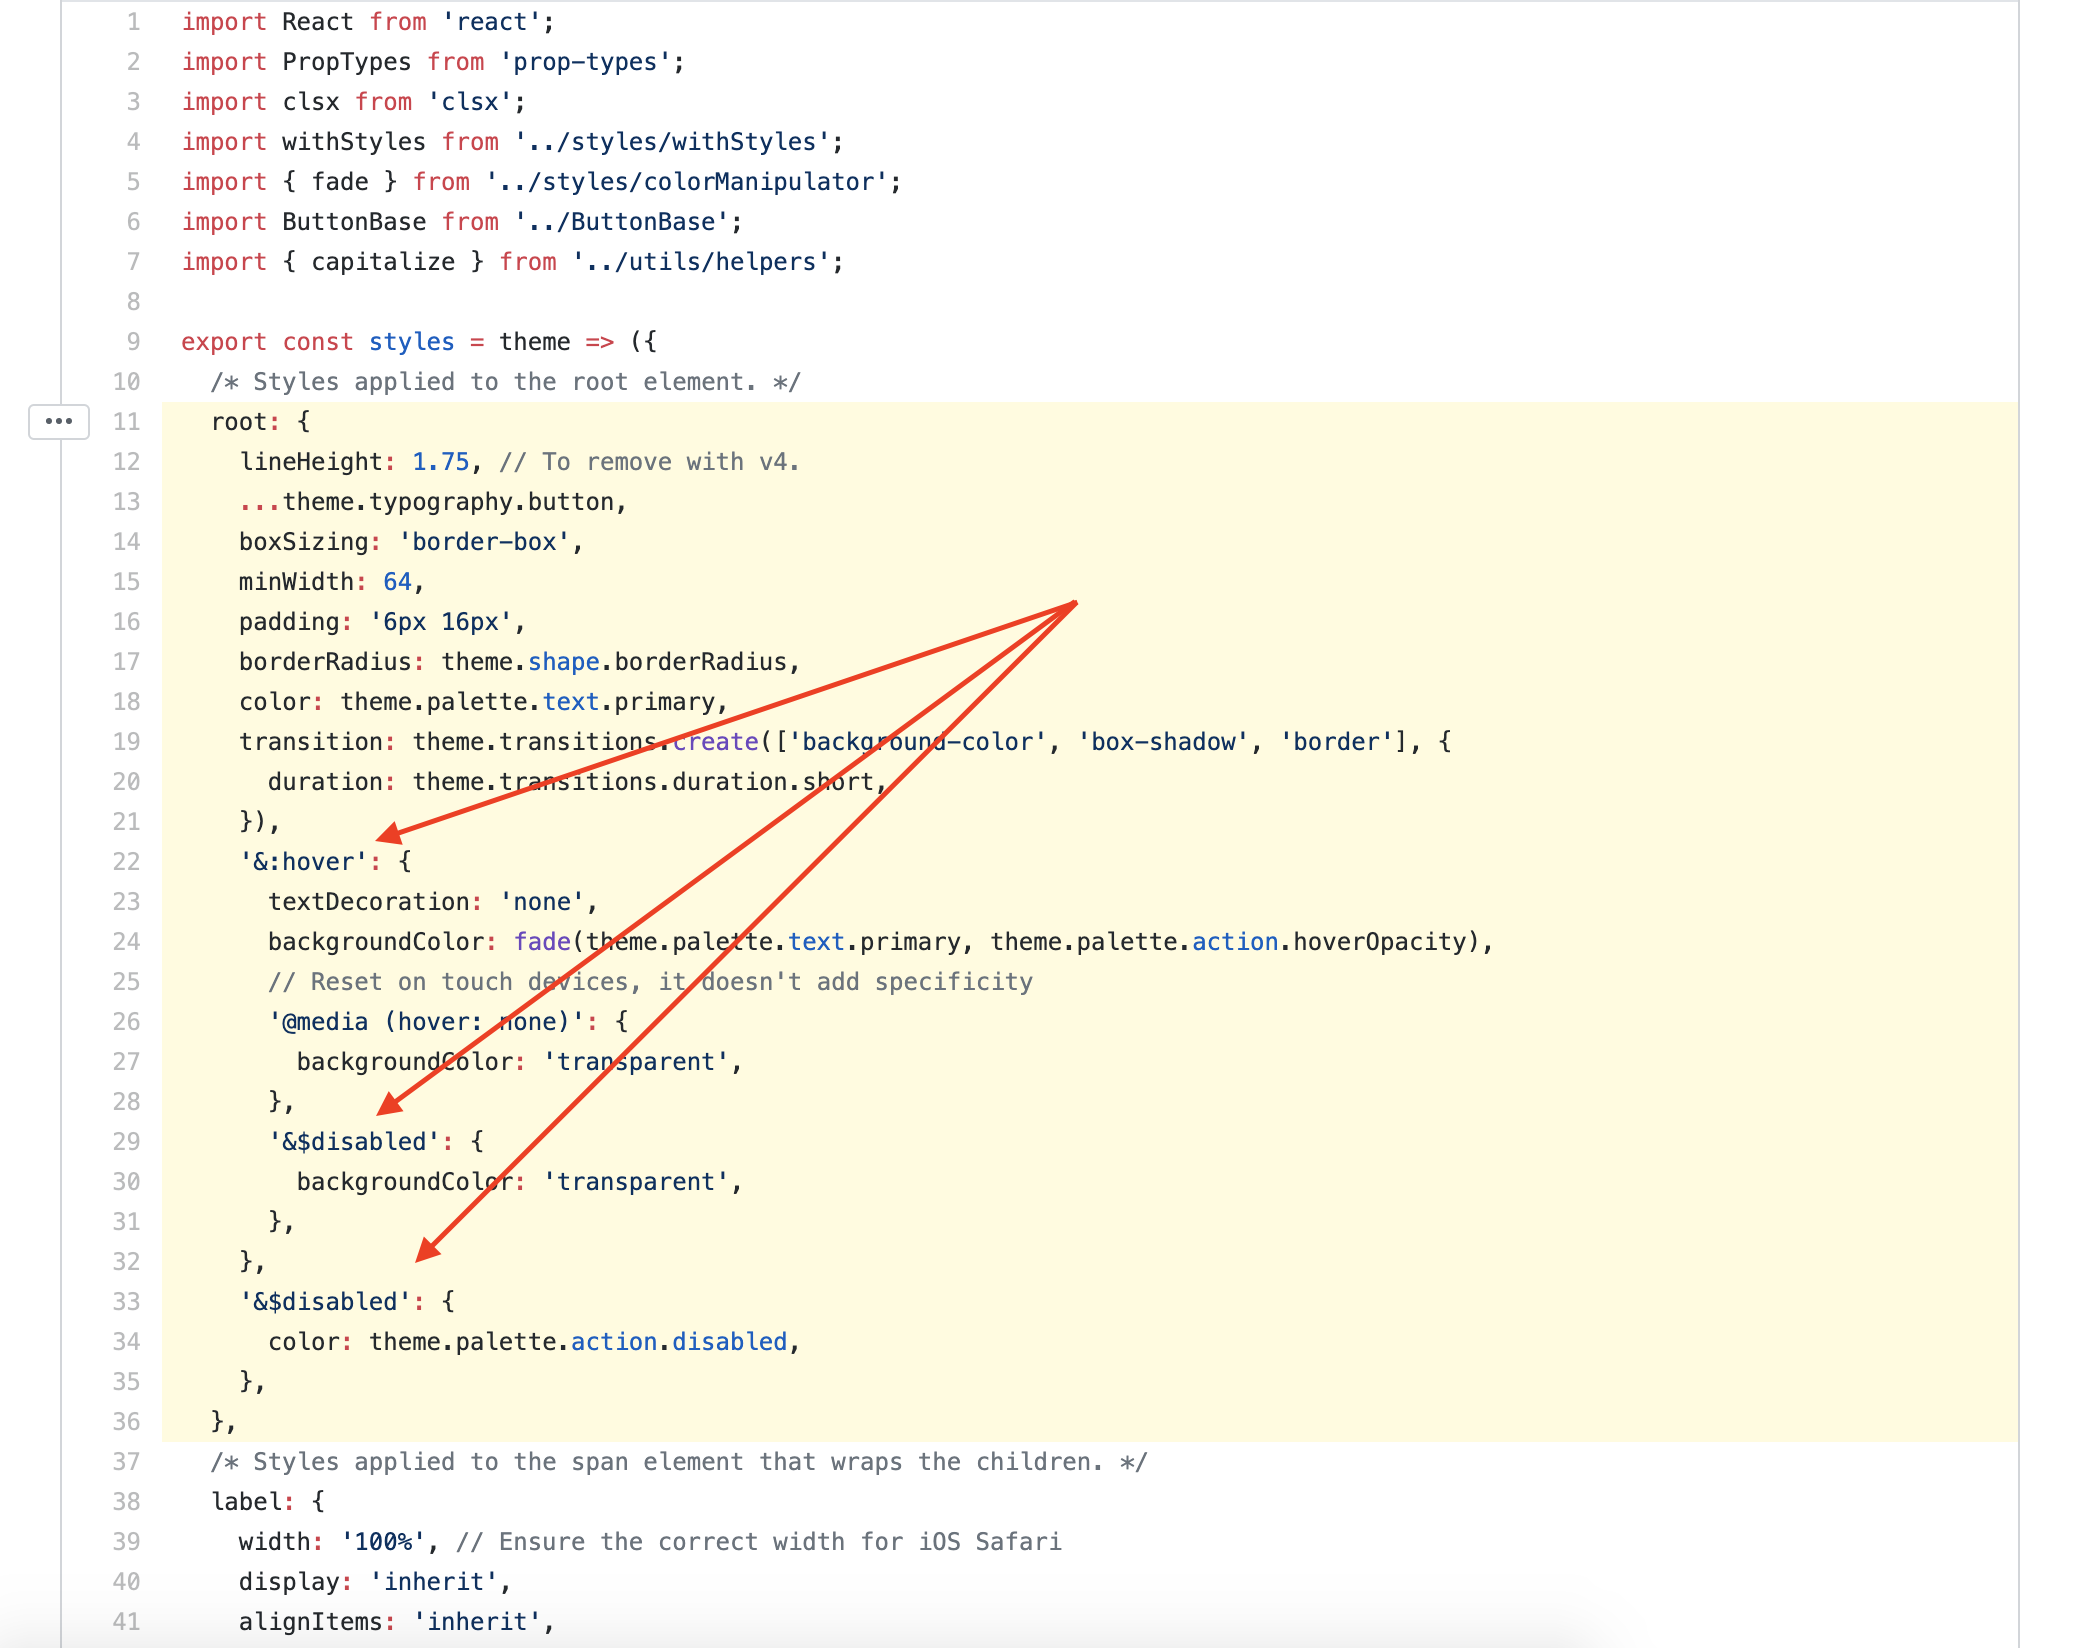 1 import React from 'react';
2 import PropTypes from 'prop-types';
3 import clsx from 'clsx';
4 import withStyles from '../styles/withStyles';
5 import { fade } from '../styles/colorManipulator';
6 import ButtonBase from '../ButtonBase';
7 import { capitalize } from '../utils/helpers';
8
9 export const styles = theme => ({
10   /* Styles applied to the root element. */
11   root: {
12     lineHeight: 1.75, // To remove with v4.
13     ...theme.typography.button,
14     boxSizing: 'border-box',
15     minWidth: 64,
16     padding: '6px 16px',
17     borderRadius: theme.shape.borderRadius,
18     color: theme.palette.text.primary,
19     transition: theme.transitions.create(['background-color', 'box-shadow', 'border'], {
20       duration: theme.transitions.duration.short,
21     }),
22     '&:hover': {
23       textDecoration: 'none',
24       backgroundColor: fade(theme.palette.text.primary, theme.palette.action.hoverOpacity),
25       // Reset on touch devices, it doesn't add specificity
26       '@media (hover: none)': {
27         backgroundColor: 'transparent',
28       },
29       '&$disabled': {
30         backgroundColor: 'transparent',
31       },
32     },
33     '&$disabled': {
34       color: theme.palette.action.disabled,
35     },
36   },
37   /* Styles applied to the span element that wraps the children. */
38   label: {
39     width: '100%', // Ensure the correct width for iOS Safari
40     display: 'inherit',
41     alignItems: 'inherit',